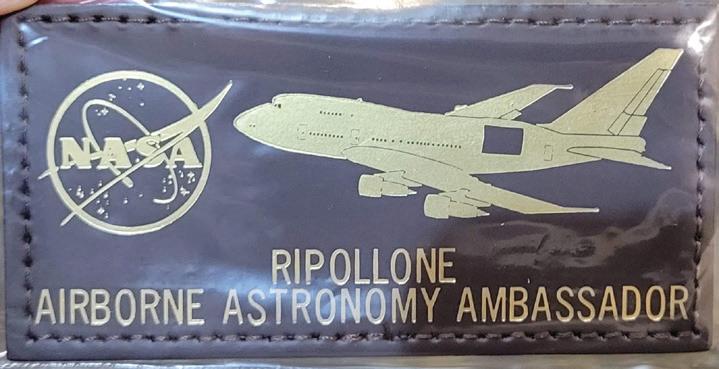 NASA
RIPOLLONE
AIRBORNE ASTRONOMY AMBASSADOR